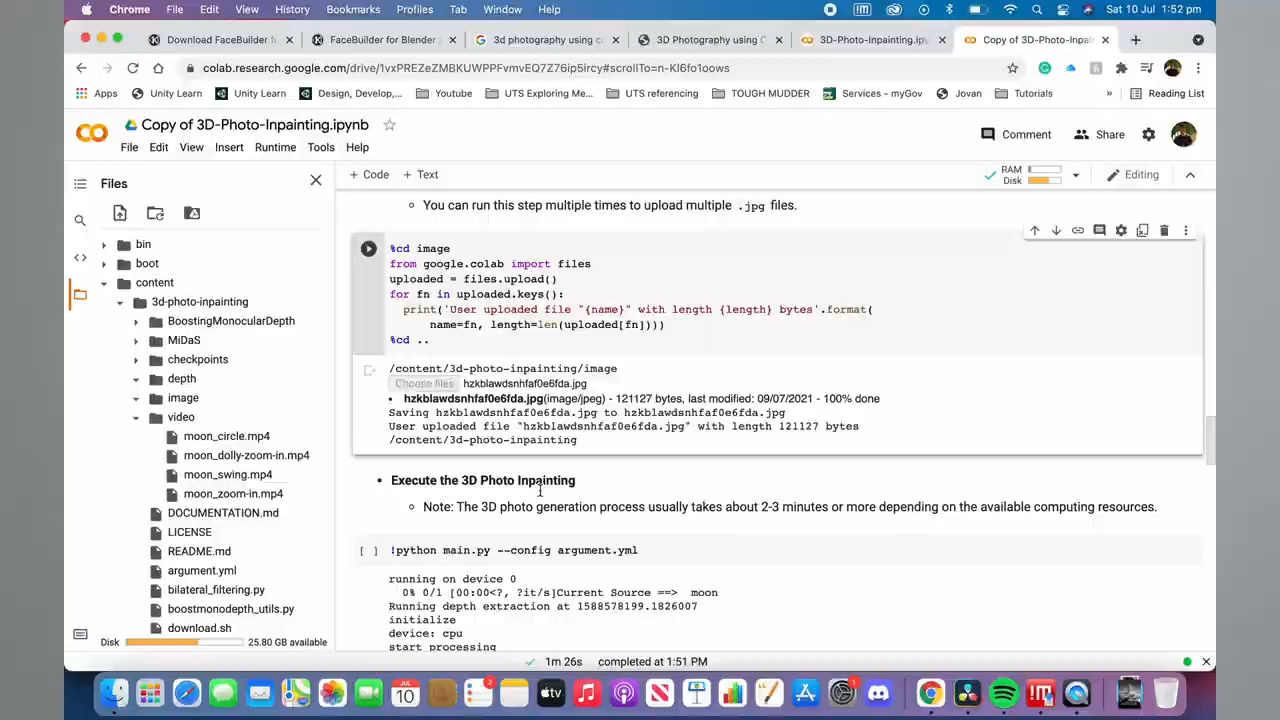 Chrome File Edit View History Bookmarks Profiles Tab Window Help Sat 10 Jul 1:52 pm
Download FaceBuilder f
FaceBuilder for Blender
3d photography using c
3D Photography using C
3D-Photo-Inpainting.ipy
Copy of 3D-Photo-Inpai
colab.research.google.com/drive/1vxPREZeZMBKUWPPFvmvEQ7Z76ip5ircy#scrollTo=n-Kl6fo1oows
Apps Unity Learn Unity Learn Design, Develop,... Youtube UTS Exploring Me... UTS referencing TOUGH MUDDER Services - myGov Jovan Tutorials » Reading List
Copy of 3D-Photo-Inpainting.ipynb
Comment Share
File Edit View Insert Runtime Tools Help
Files
+ Code + Text
RAM
Disk
Editing
bin
boot
content
3d-photo-inpainting
BoostingMonocularDepth
MiDaS
checkpoints
depth
image
video
moon_circle.mp4
moon_dolly-zoom-in.mp4
moon_swing.mp4
moon_zoom-in.mp4
DOCUMENTATION.md
LICENSE
README.md
argument.yml
bilateral_filtering.py
boostmonodepth_utils.py
download.sh
Disk 25.80 GB available
You can run this step multiple times to upload multiple .jpg files.
%cd image
from google.colab import files
uploaded = files.upload()
for fn in uploaded.keys():
print('User uploaded file "{name}" with length {length} bytes'.format(
name=fn, length=len(uploaded[fn])))
%cd ..
/content/3d-photo-inpainting/image
Choose files hzkblawdsnhfaf0e6fda.jpg
hzkblawdsnhfaf0e6fda.jpg(image/jpeg) - 121127 bytes, last modified: 09/07/2021 - 100% done
Saving hzkblawdsnhfaf0e6fda.jpg to hzkblawdsnhfaf0e6fda.jpg
User uploaded file "hzkblawdsnhfaf0e6fda.jpg" with length 121127 bytes
/content/3d-photo-inpainting
Execute the 3D Photo Inpainting
Note: The 3D photo generation process usually takes about 2-3 minutes or more depending on the available computing resources.
[ ] !python main.py --config argument.yml
running on device 0
0% 0/1 [00:00<?, ?it/s]Current Source ==> moon
Running depth extraction at 1588578199.1826007
initialize
device: cpu
start processing
1m 26s completed at 1:51 PM
JUL
10
2
tv
1